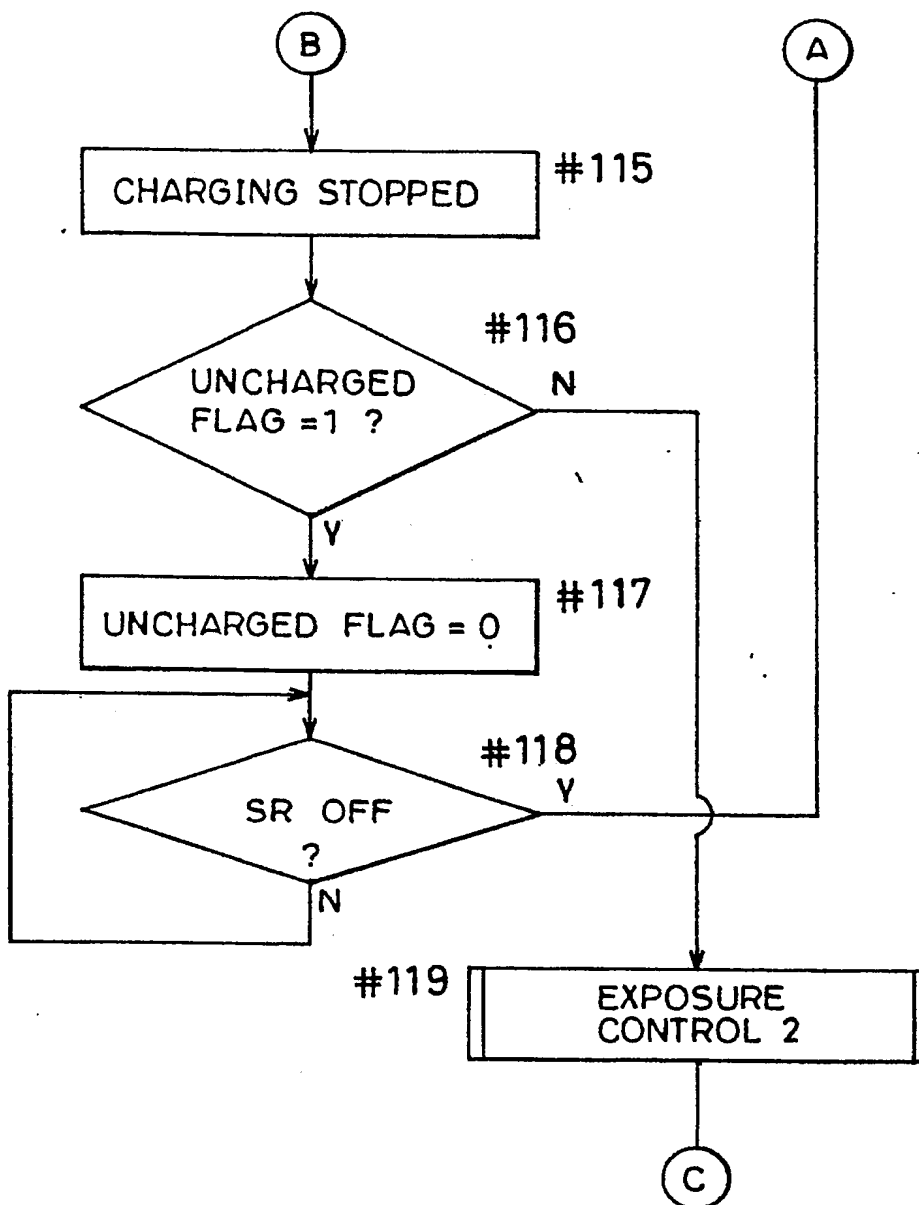 B
A
CHARGING STOPPED
#115
#116
UNCHARGED
FLAG =1 ?
N
Y
UNCHARGED FLAG = 0
#117
#118
SR OFF
?
Y
N
#119
EXPOSURE
CONTROL 2
C